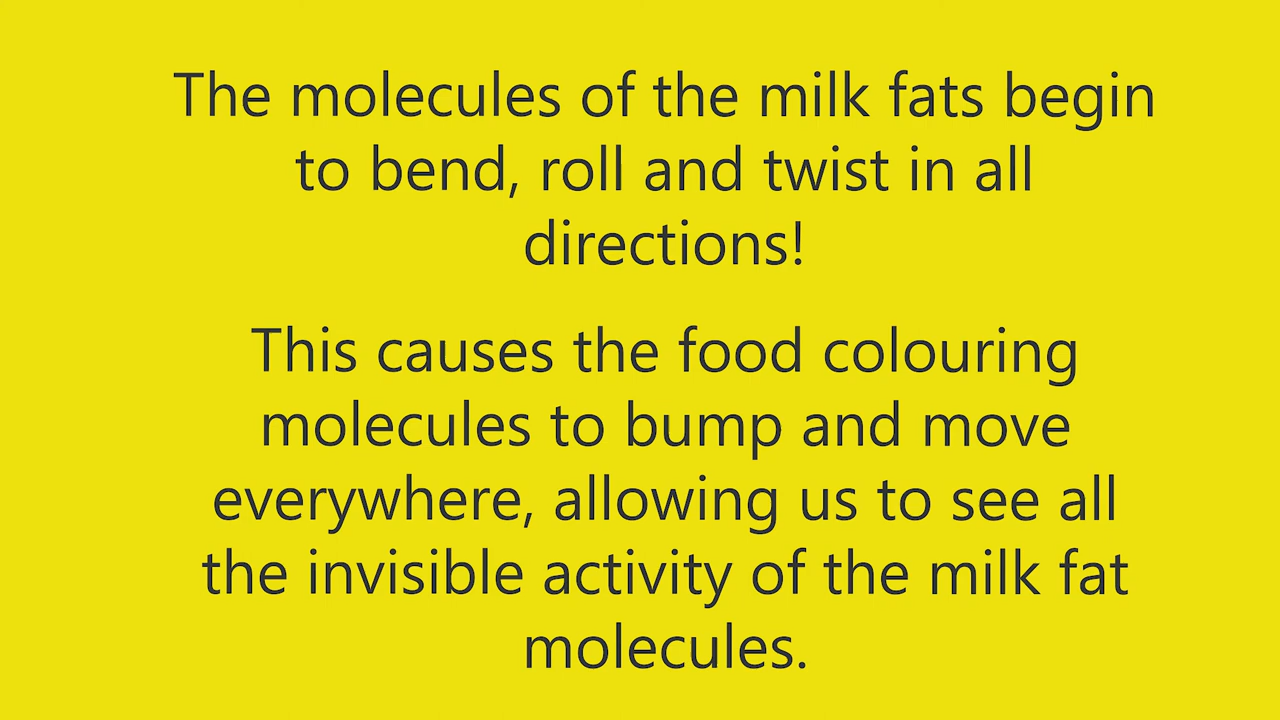 The molecules of the milk fats begin
to bend, roll and twist in all
directions!
This causes the food colouring
molecules to bump and move
everywhere, allowing us to see all
the invisible activity of the milk fat
molecules.